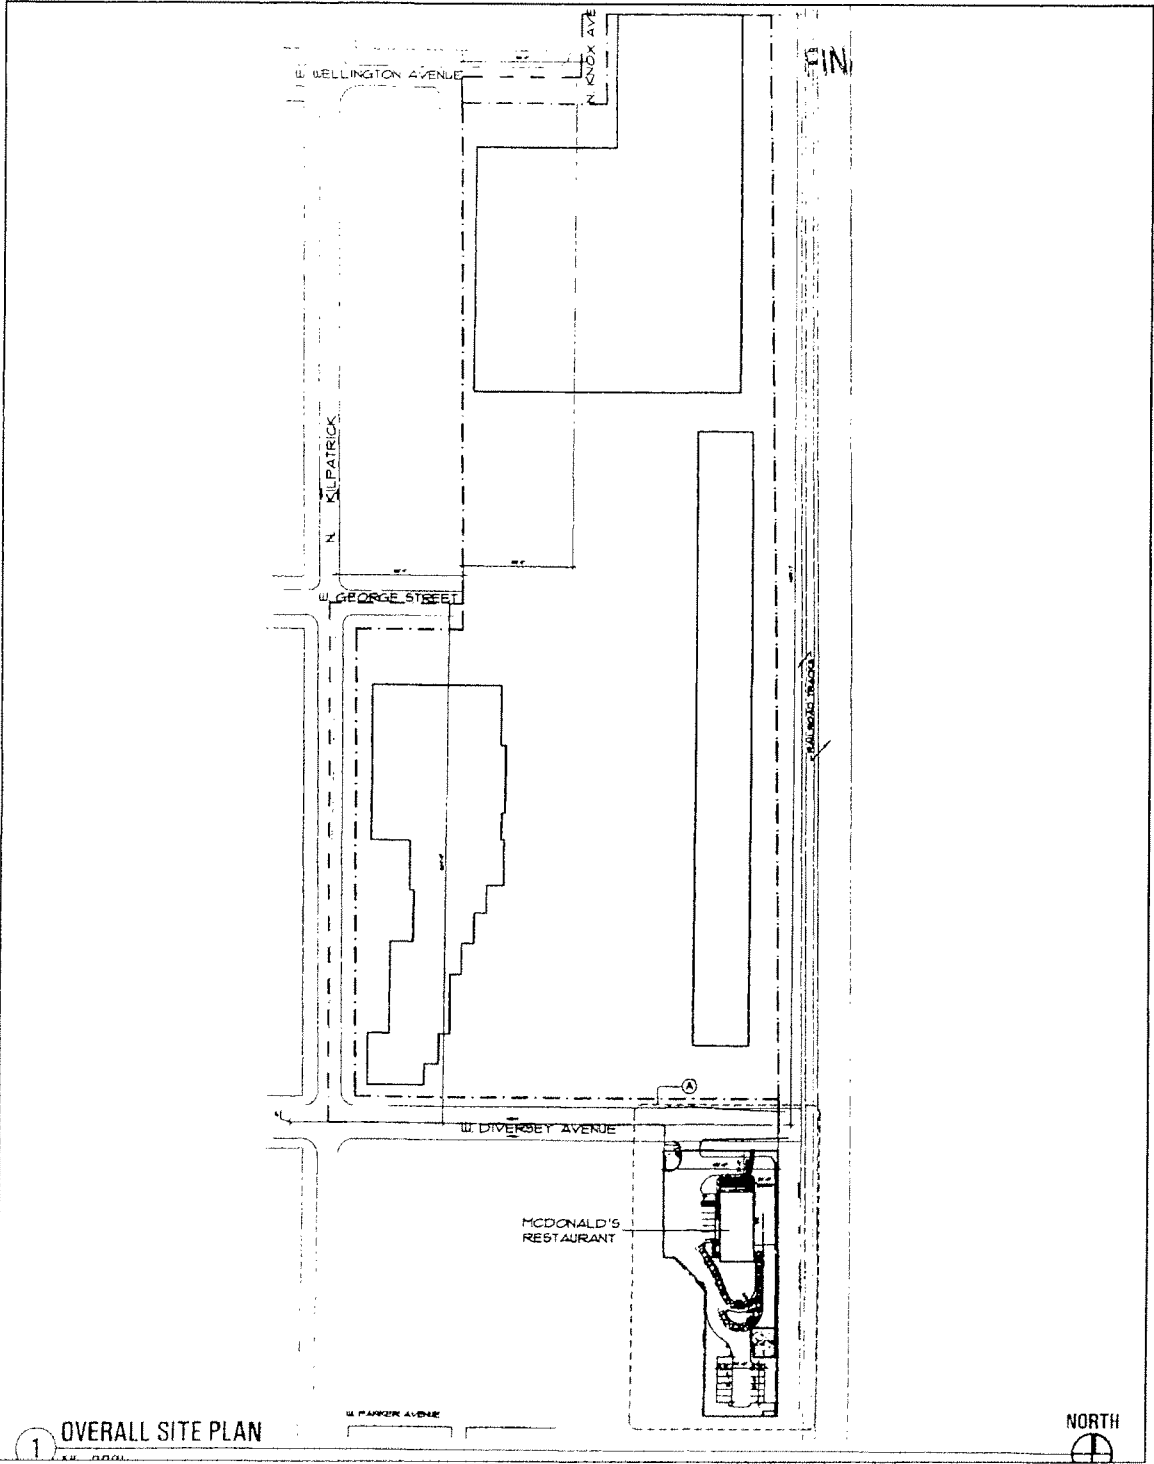 FIN
W. WELLINGTON AVENUE
N. KNOX AVE
N. KILPATRICK
W. GEORGE STREET
RAILROAD TRACKS
A
W. DIVERSEY AVENUE
MCDONALD'S
RESTAURANT
W. PARKER AVENUE
1 OVERALL SITE PLAN
NORTH